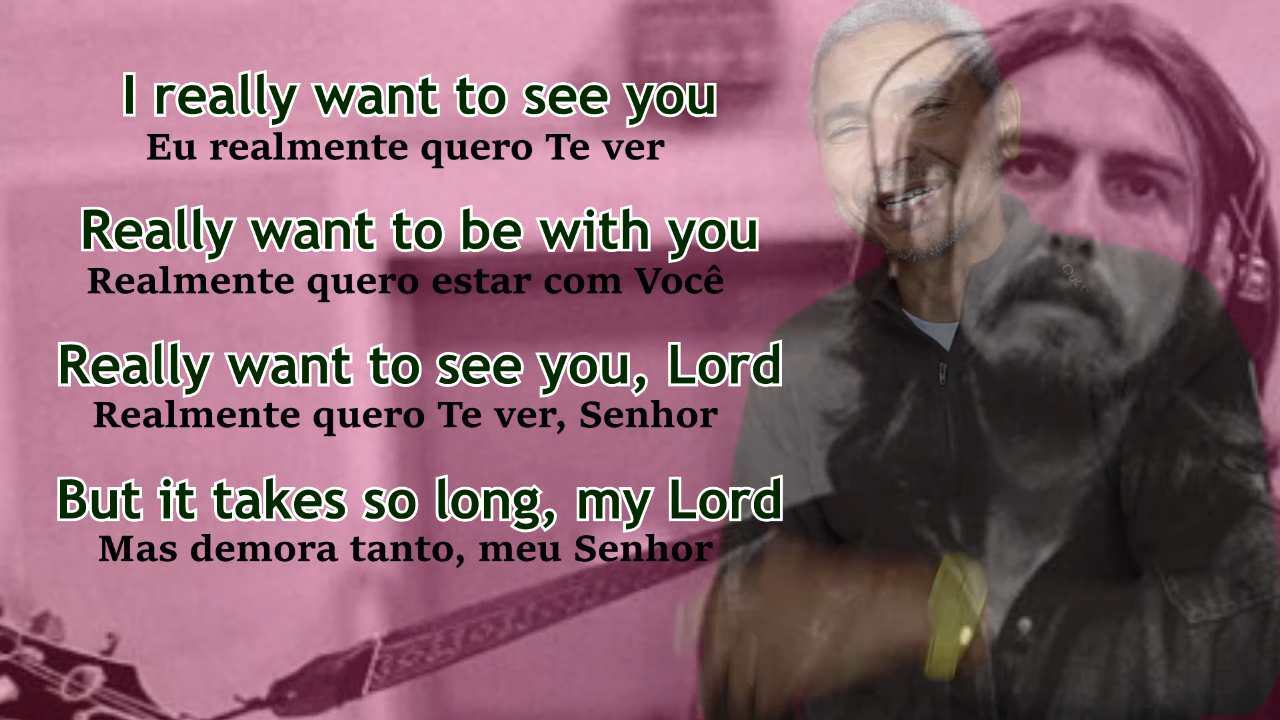 I really want to see you
Eu realmente quero Te ver
Really want to be with you
Realmente quero estar com Você
Really want to see you, Lord
Realmente quero Te ver, Senhor
But it takes so long, my Lord
Mas demora tanto, meu Senhor